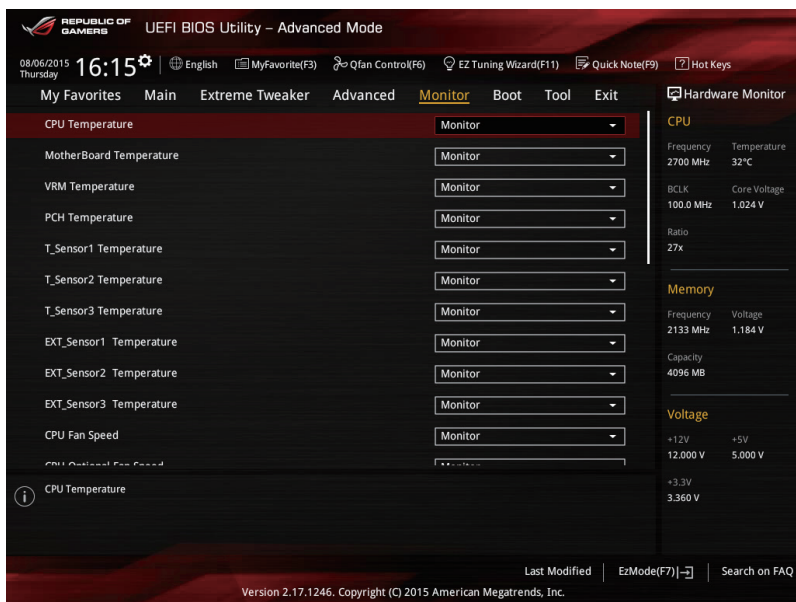 REPUBLIC OF
GAMERS
UEFI BIOS Utility – Advanced Mode
08/06/2015
Thursday
16:15
English
MyFavorite(F3)
Qfan Control(F6)
EZ Tuning Wizard(F11)
Quick Note(F9)
? Hot Keys
My Favorites Main Extreme Tweaker Advanced Monitor Boot Tool Exit
CPU Temperature Monitor
MotherBoard Temperature Monitor
VRM Temperature Monitor
PCH Temperature Monitor
T_Sensor1 Temperature Monitor
T_Sensor2 Temperature Monitor
T_Sensor3 Temperature Monitor
EXT_Sensor1 Temperature Monitor
EXT_Sensor2 Temperature Monitor
EXT_Sensor3 Temperature Monitor
CPU Fan Speed Monitor
CPU Optional Fan Speed Monitor
i CPU Temperature
Hardware Monitor
CPU
Frequency Temperature
2700 MHz 32°C
BCLK Core Voltage
100.0 MHz 1.024 V
Ratio
27x
Memory
Frequency Voltage
2133 MHz 1.184 V
Capacity
4096 MB
Voltage
+12V +5V
12.000 V 5.000 V
+3.3V
3.360 V
Last Modified EzMode(F7) Search on FAQ
Version 2.17.1246. Copyright (C) 2015 American Megatrends, Inc.